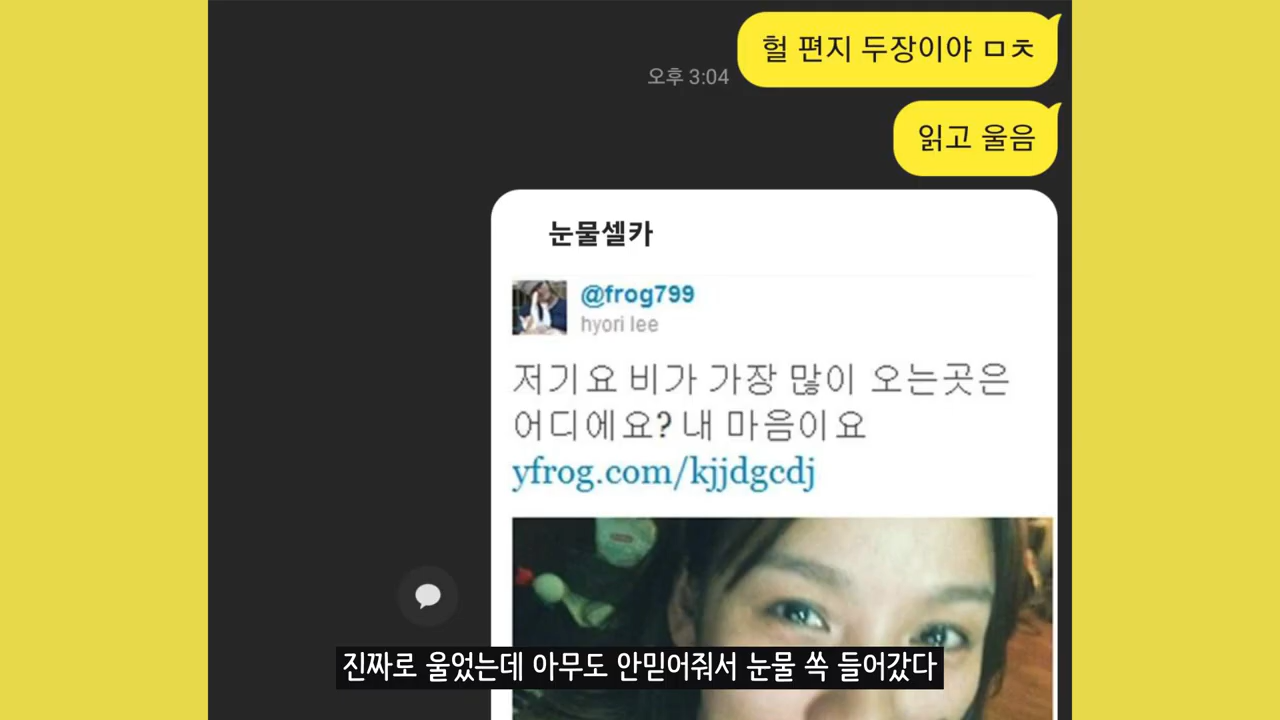 헐 편지 두장이야 ㅁㅊ
오후 3:04
읽고 울음
눈물셀카
@frog799
hyori lee
저기요 비가 가장 많이 오는곳은
어디에요? 내 마음이요
yfrog.com/kjjdgcdj
진짜로 울었는데 아무도 안믿어줘서 눈물 쏙 들어갔다